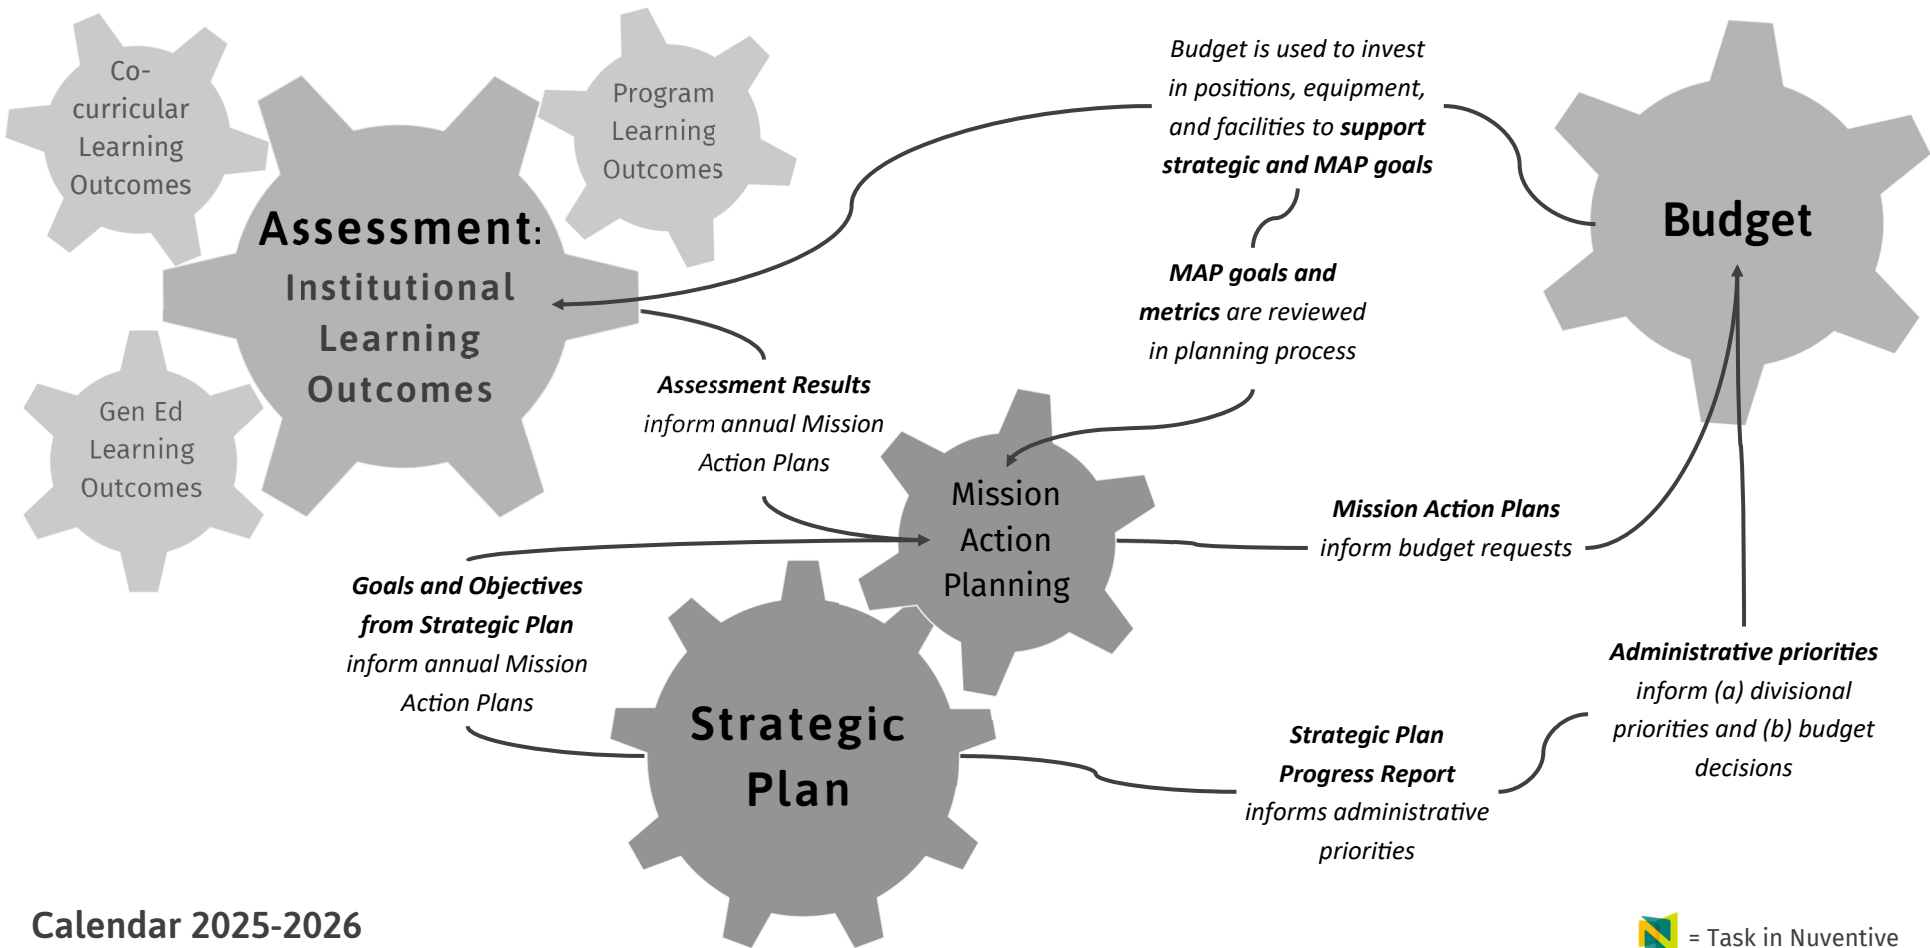 Co-
curricular
Learning
Outcomes
Program
Learning
Outcomes
Assessment:
Institutional
Learning
Outcomes
Gen Ed
Learning
Outcomes
Budget is used to invest
in positions, equipment,
and facilities to support
strategic and MAP goals
Budget
MAP goals and
metrics are reviewed
in planning process
Assessment Results
inform annual Mission
Action Plans
Mission
Action
Planning
Mission Action Plans
inform budget requests
Goals and Objectives
from Strategic Plan
inform annual Mission
Action Plans
Strategic
Plan
Strategic Plan
Progress Report
informs administrative
priorities
Administrative priorities
inform (a) divisional
priorities and (b) budget
decisions
Calendar 2025-2026
= Task in Nuventive